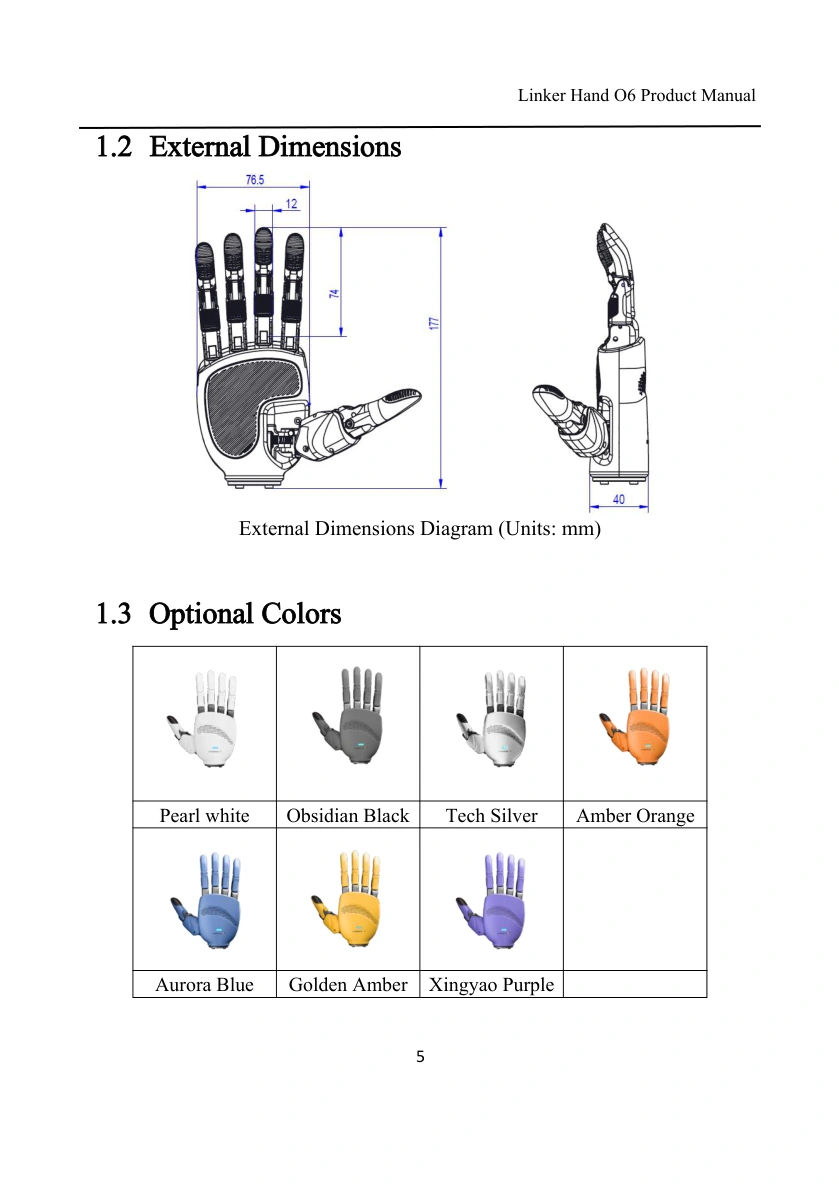 Linker Hand O6 Product Manual
1.2 External Dimensions
76.5
12
74
177
40
External Dimensions Diagram (Units: mm)
1.3 Optional Colors
Pearl white Obsidian Black Tech Silver Amber Orange
Aurora Blue Golden Amber Xingyao Purple
5